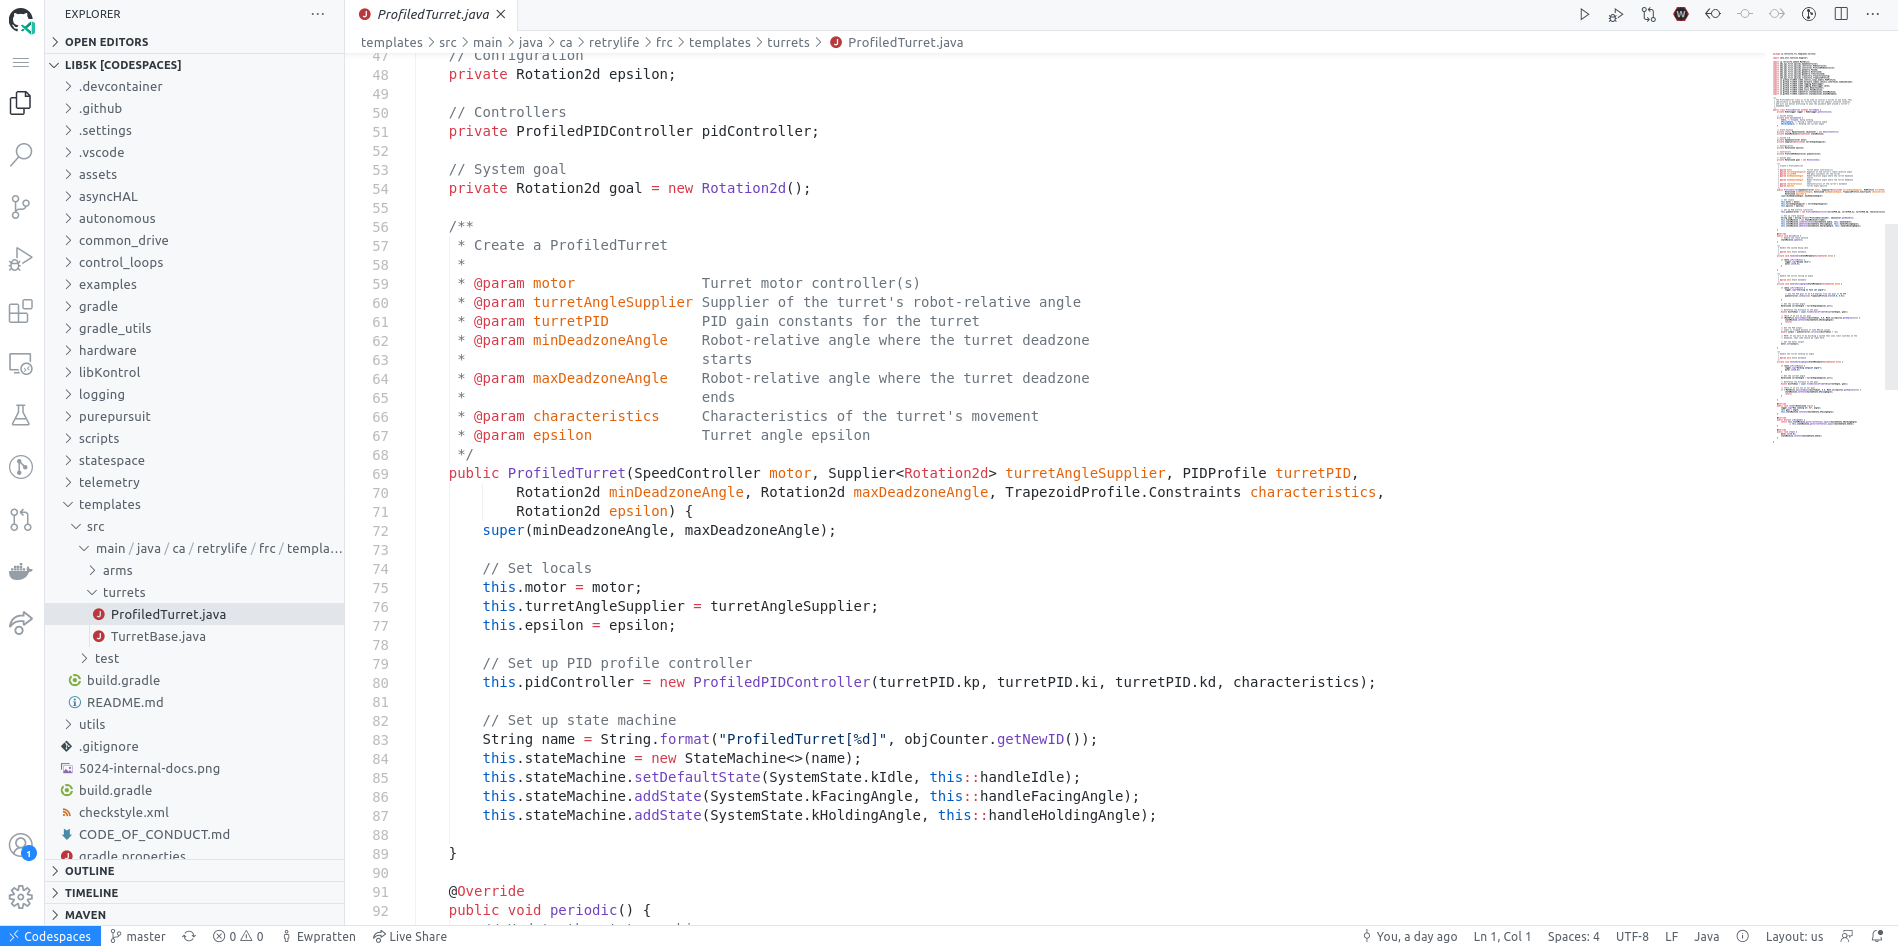 EXPLORER
ProfiledTurret.java
OPEN EDITORS
templates src main java ca retrylife frc templates turrets ProfiledTurret.java
LIB5K [CODESPACES]
.devcontainer
.github
.settings
.vscode
assets
asyncHAL
autonomous
common_drive
control_loops
examples
gradle
gradle_utils
hardware
libKontrol
logging
purepursuit
scripts
statespace
telemetry
templates
src
main / java / ca / retrylife / frc / templa...
arms
turrets
ProfiledTurret.java
TurretBase.java
test
build.gradle
README.md
utils
.gitignore
5024-internal-docs.png
build.gradle
checkstyle.xml
CODE_OF_CONDUCT.md
gradle.properties
OUTLINE
TIMELINE
MAVEN
47 // Configuration
48 private Rotation2d epsilon;
49
50 // Controllers
51 private ProfiledPIDController pidController;
52
53 // System goal
54 private Rotation2d goal = new Rotation2d();
55
56 /**
57 * Create a ProfiledTurret
58 *
59 * @param motor Turret motor controller(s)
60 * @param turretAngleSupplier Supplier of the turret's robot-relative angle
61 * @param turretPID PID gain constants for the turret
62 * @param minDeadzoneAngle Robot-relative angle where the turret deadzone
63 * starts
64 * @param maxDeadzoneAngle Robot-relative angle where the turret deadzone
65 * ends
66 * @param characteristics Characteristics of the turret's movement
67 * @param epsilon Turret angle epsilon
68 */
69 public ProfiledTurret(SpeedController motor, Supplier<Rotation2d> turretAngleSupplier, PIDProfile turretPID,
70 Rotation2d minDeadzoneAngle, Rotation2d maxDeadzoneAngle, TrapezoidProfile.Constraints characteristics,
71 Rotation2d epsilon) {
72 super(minDeadzoneAngle, maxDeadzoneAngle);
73
74 // Set locals
75 this.motor = motor;
76 this.turretAngleSupplier = turretAngleSupplier;
77 this.epsilon = epsilon;
78
79 // Set up PID profile controller
80 this.pidController = new ProfiledPIDController(turretPID.kp, turretPID.ki, turretPID.kd, characteristics);
81
82 // Set up state machine
83 String name = String.format("ProfiledTurret[%d]", objCounter.getNewID());
84 this.stateMachine = new StateMachine<>(name);
85 this.stateMachine.setDefaultState(SystemState.kIdle, this::handleIdle);
86 this.stateMachine.addState(SystemState.kFacingAngle, this::handleFacingAngle);
87 this.stateMachine.addState(SystemState.kHoldingAngle, this::handleHoldingAngle);
88
89 }
90
91 @Override
92 public void periodic() {
1
Codespaces master 0 0 Ewpratten Live Share You, a day ago Ln 1, Col 1 Spaces: 4 UTF-8 LF Java Layout: us